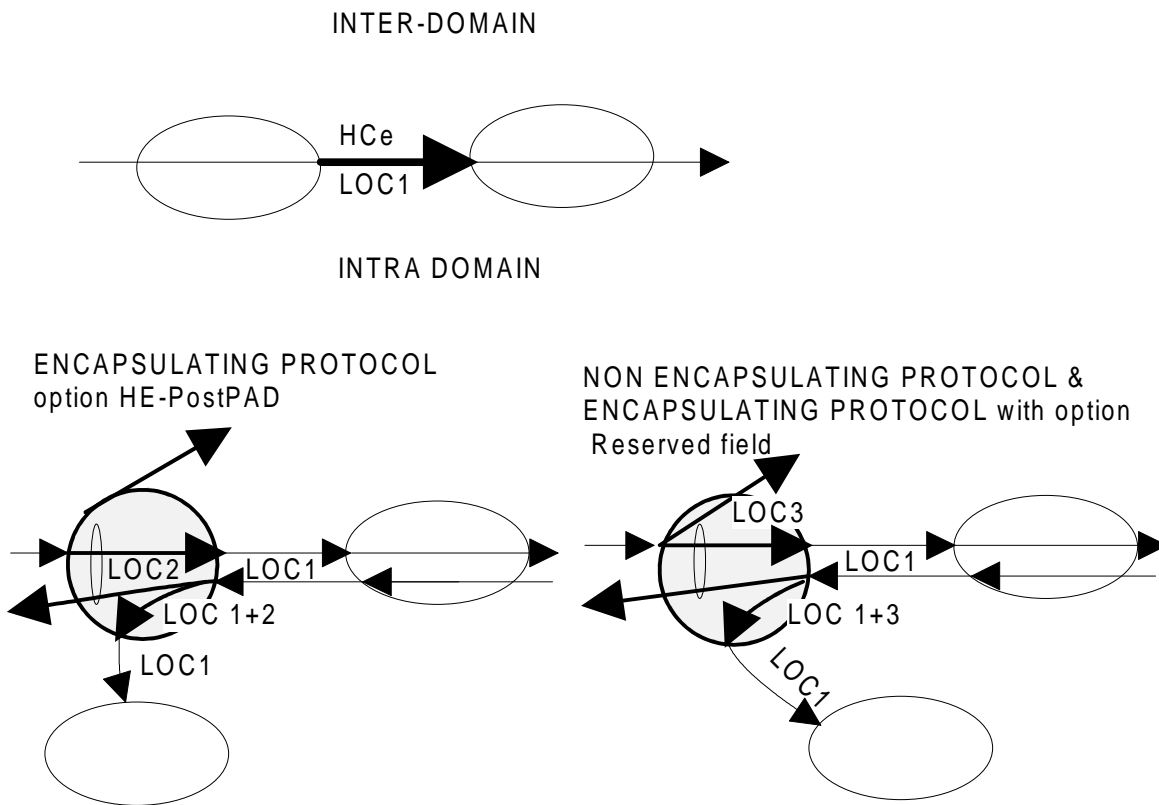 INTER-DOMAIN
HCe
LOC1
INTRA DOMAIN
ENCAPSULATING PROTOCOL
option HE-PostPAD
LOC2
LOC1
LOC 1+2
LOC1
NON ENCAPSULATING PROTOCOL &
ENCAPSULATING PROTOCOL with option
Reserved field
LOC3
LOC1
LOC 1+3
LOC1